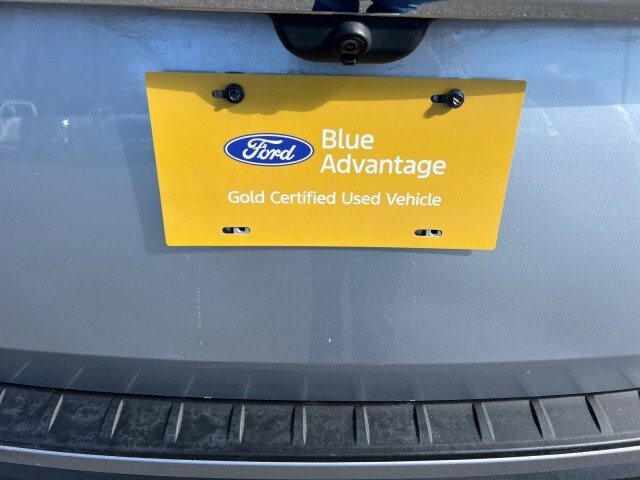 Ford
Blue
Advantage
Gold Certified Used Vehicle